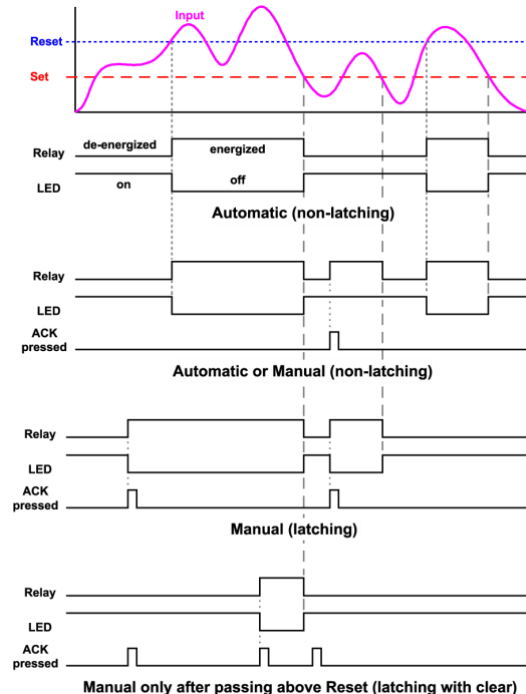 Input
Reset
Set
de-energized energized
Relay
LED
on off
Automatic (non-latching)
Relay
LED
ACK
pressed
Automatic or Manual (non-latching)
Relay
LED
ACK
pressed
Manual (latching)
Relay
LED
ACK
pressed
Manual only after passing above Reset (latching with clear)